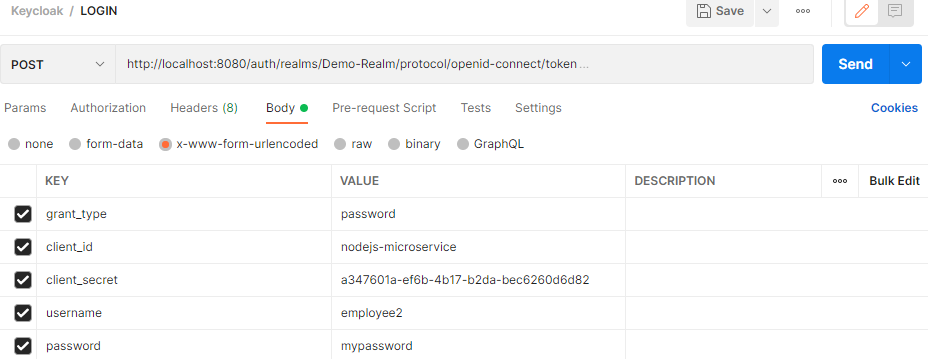 Keycloak / LOGIN
Save
POST http://localhost:8080/auth/realms/Demo-Realm/protocol/openid-connect/token ...
Send
Params Authorization Headers (8) Body Pre-request Script Tests Settings Cookies
none form-data x-www-form-urlencoded raw binary GraphQL
KEY VALUE DESCRIPTION Bulk Edit
grant_type password
client_id nodejs-microservice
client_secret a347601a-ef6b-4b17-b2da-bec6260d6d82
username employee2
password mypassword